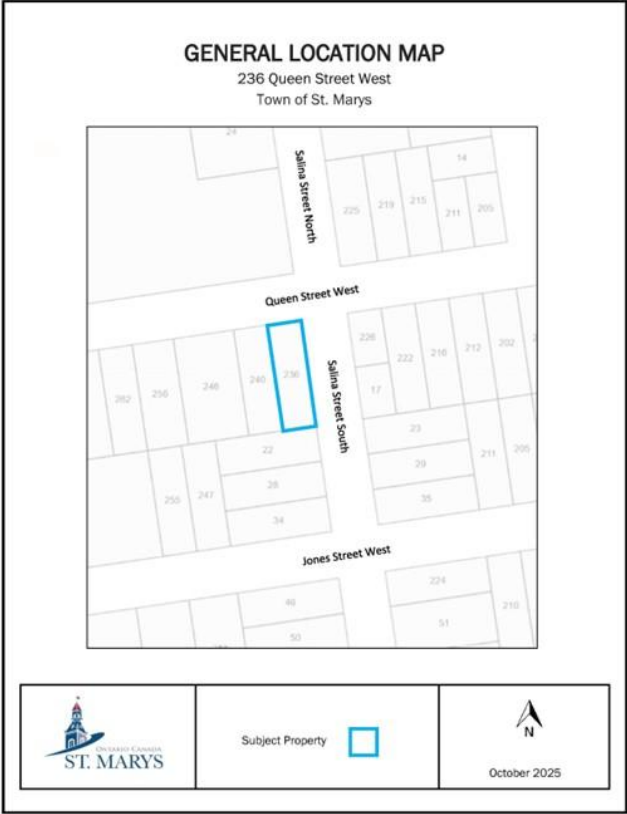 GENERAL LOCATION MAP
236 Queen Street West
Town of St. Marys
24
Salina Street North
14
225
219
215
211
205
Queen Street West
226
222
216
212
202
262
256
246
240
236
Salina Street South
17
23
22
29
211
205
255
247
28
35
34
Jones Street West
224
46
210
51
50
ONTARIO CANADA
ST. MARYS
Subject Property
N
October 2025